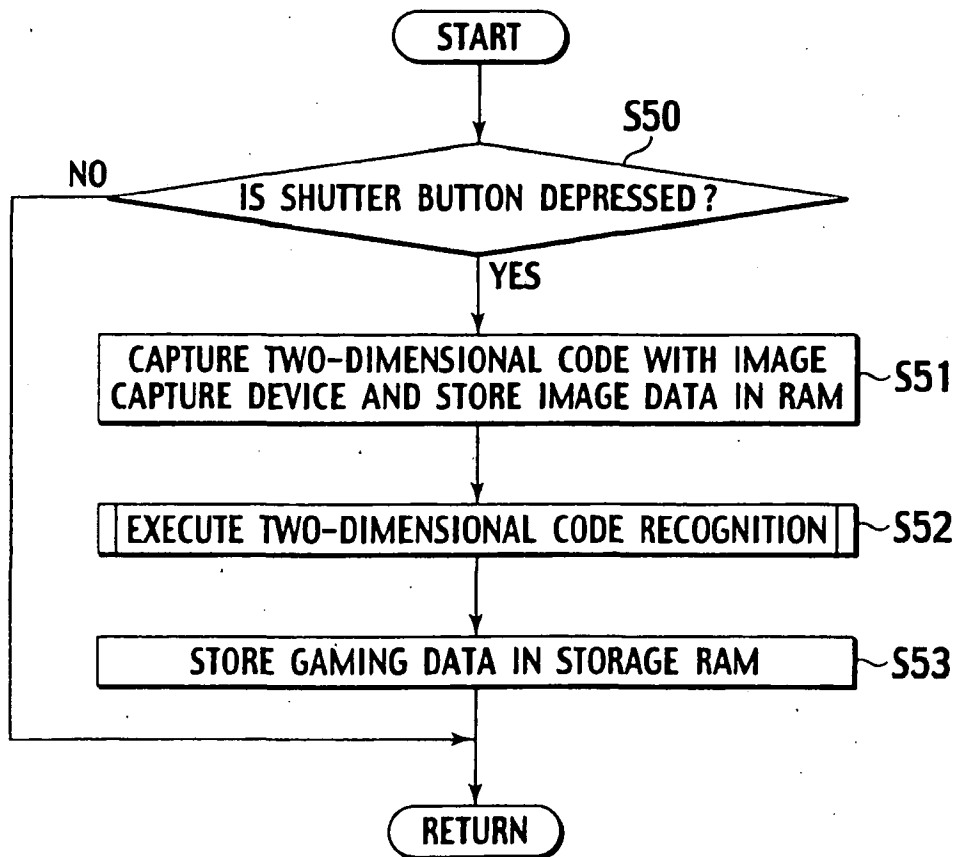 START
S50
NO
IS SHUTTER BUTTON DEPRESSED?
YES
CAPTURE TWO-DIMENSIONAL CODE WITH IMAGE
CAPTURE DEVICE AND STORE IMAGE DATA IN RAM
S51
EXECUTE TWO-DIMENSIONAL CODE RECOGNITION
S52
STORE GAMING DATA IN STORAGE RAM
S53
RETURN